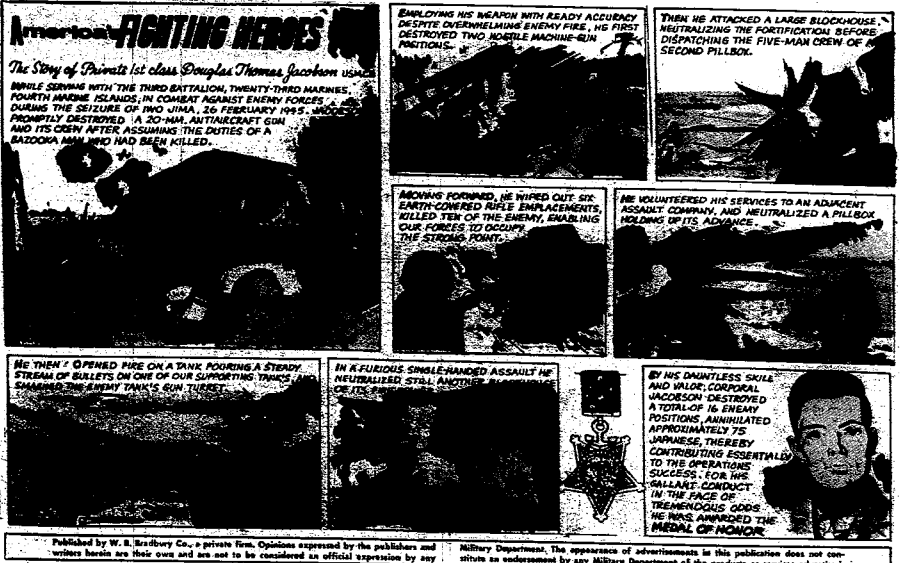 America's FIGHTING HEROES
The Story of Private 1st class Douglas Thomas Jacobson USMCR
WHILE SERVING WITH THE THIRD BATTALION, TWENTY-THIRD MARINES,
FOURTH MARINE ISLANDS; IN COMBAT AGAINST ENEMY FORCES
DURING THE SEIZURE OF IWO JIMA, 26 FEBRUARY 1945.
PROMPTLY DESTROYED A 20-MM. ANTIAIRCRAFT GUN
AND ITS CREW AFTER ASSUMING THE DUTIES OF A
BAZOOKA MAN WHO HAD BEEN KILLED.
EMPLOYING HIS WEAPON WITH READY ACCURACY
DESPITE OVERWHELMING ENEMY FIRE, HE FIRST
DESTROYED TWO HOSTILE MACHINE-GUN
POSITIONS.
THEN HE ATTACKED A LARGE BLOCKHOUSE,
NEUTRALIZING THE FORTIFICATION BEFORE
DISPATCHING THE FIVE-MAN CREW OF A
SECOND PILLBOX.
MOVING FORWARD, HE WIPED OUT SIX
EARTH-COVERED RIFLE EMPLACEMENTS,
KILLED TEN OF THE ENEMY, ENABLING
OUR FORCES TO OCCUPY
THE STRONG POINT.
HE VOLUNTEERED HIS SERVICES TO AN ADJACENT
ASSAULT COMPANY, AND NEUTRALIZED A PILLBOX
HOLDING UP ITS ADVANCE.
HE THEN OPENED FIRE ON A TANK POURING A STEADY
STREAM OF BULLETS ON ONE OF OUR SUPPORTING TANKS,
SMASHED THE ENEMY TANK'S GUN TURRET.
IN A FURIOUS SINGLE-HANDED ASSAULT HE
NEUTRALIZED STILL ANOTHER
OF ITS ENEMY
BY HIS DAUNTLESS SKILL
AND VALOR, CORPORAL
JACOBSON DESTROYED
A TOTAL OF 16 ENEMY
POSITIONS, ANNIHILATED
APPROXIMATELY 75
JAPANESE, THEREBY
CONTRIBUTING ESSENTIALLY
TO THE OPERATIONS
SUCCESS. FOR HIS
GALLANT CONDUCT
IN THE FACE OF
TREMENDOUS ODDS
HE WAS AWARDED THE
MEDAL OF HONOR
Published by W. B. Bradbury Co., a private firm. Opinions expressed by the publishers and
writers herein are their own and are not to be considered an official expression by any
Military Department. The appearance of advertisements in this publication does not con-
stitute an endorsement by any Military Department of the products or services